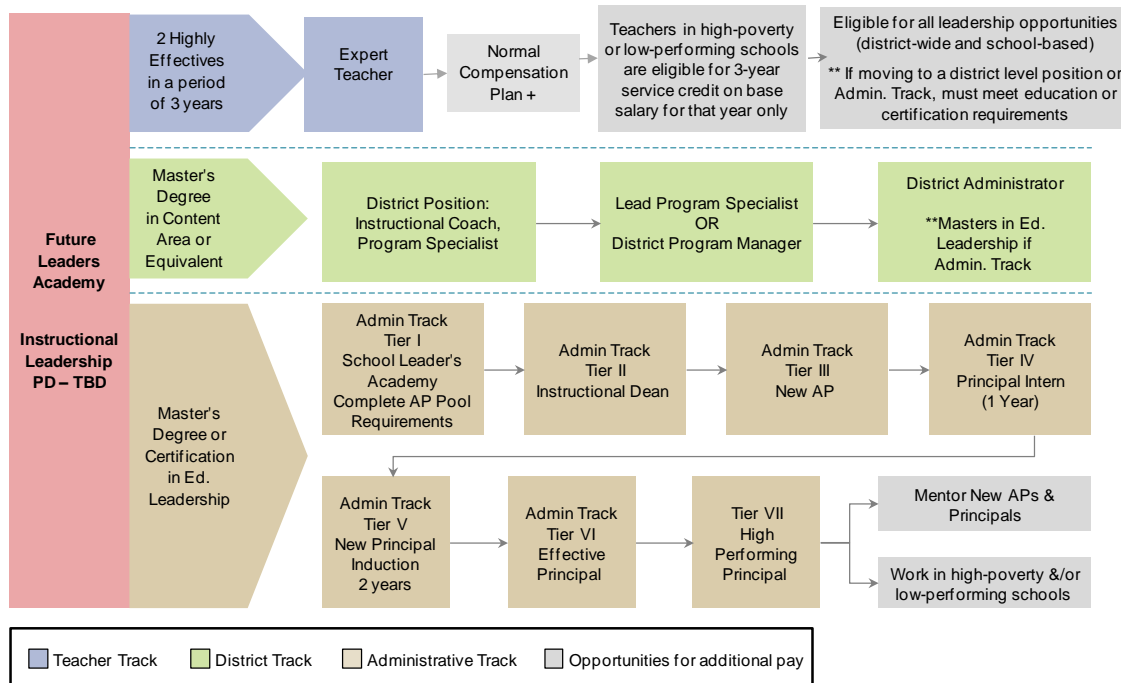 Future
Leaders
Academy
Instructional
Leadership
PD – TBD
2 Highly
Effectives
in a period
of 3 years
Expert
Teacher
Normal
Compensation
Plan +
Teachers in high-poverty
or low-performing schools
are eligible for 3-year
service credit on base
salary for that year only
Eligible for all leadership opportunities
(district-wide and school-based)
** If moving to a district level position or
Admin. Track, must meet education or
certification requirements
Master's
Degree
in Content
Area or
Equivalent
District Position:
Instructional Coach,
Program Specialist
Lead Program Specialist
OR
District Program Manager
District Administrator
**Masters in Ed.
Leadership if
Admin. Track
Master's
Degree or
Certification
in Ed.
Leadership
Admin Track
Tier I
School Leader's
Academy
Complete AP Pool
Requirements
Admin Track
Tier II
Instructional Dean
Admin Track
Tier III
New AP
Admin Track
Tier IV
Principal Intern
(1 Year)
Admin Track
Tier V
New Principal
Induction
2 years
Admin Track
Tier VI
Effective
Principal
Tier VII
High
Performing
Principal
Mentor New APs &
Principals
Work in high-poverty &/or
low-performing schools
Teacher Track
District Track
Administrative Track
Opportunities for additional pay